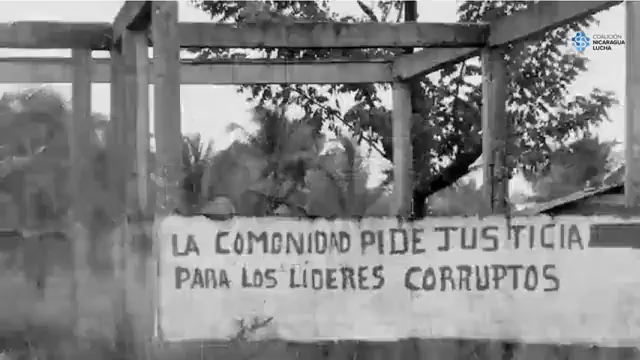 COALICIÓN
NICARAGUA
LUCHA
LA COMONIDAD PIDE JUSTICIA
PARA LOS LIDERES CORRUPTOS